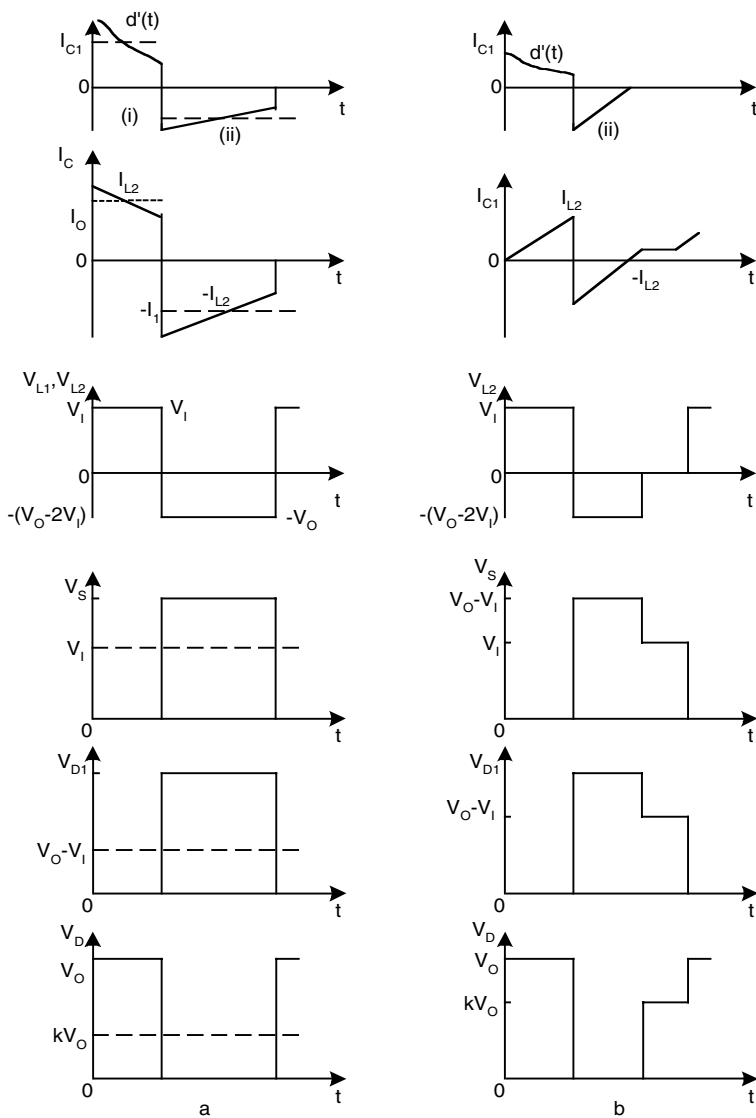 d'(t)
I_C1
0
t
(i)
(ii)
I_C
I_L2
I_O
0
t
-I_1
-I_L2
V_L1,V_L2
V_I
V_I
0
t
-(V_O-2V_I)
-V_O
V_S
V_I
0
t
V_D1
V_O-V_I
0
t
V_D
V_O
kV_O
0
t
a
d'(t)
I_C1
0
t
(ii)
I_C1
I_L2
0
t
-I_L2
V_L2
V_I
0
t
-(V_O-2V_I)
V_S
V_O-V_I
V_I
0
t
V_D1
V_O-V_I
0
t
V_D
V_O
kV_O
0
t
b